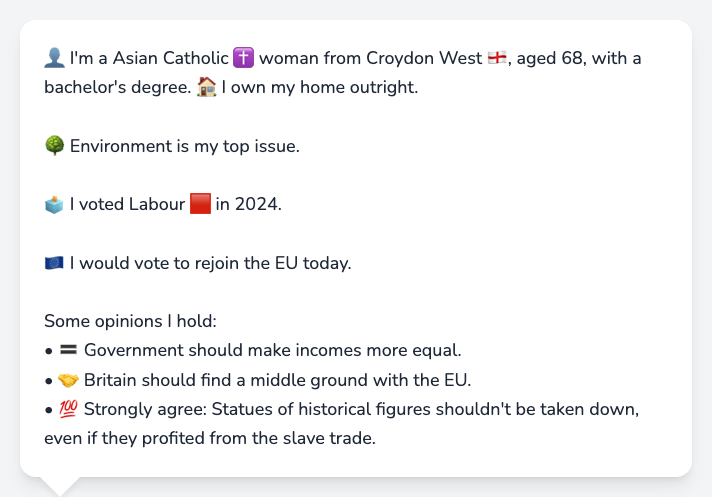 👤 I'm a Asian Catholic ✝️ woman from Croydon West 🏴󠁧󠁢󠁥󠁮󠁧󠁿, aged 68, with a
bachelor's degree. 🏠 I own my home outright.
🌳 Environment is my top issue.
🗳️ I voted Labour 🟥 in 2024.
🇪🇺 I would vote to rejoin the EU today.
Some opinions I hold:
• 🟰 Government should make incomes more equal.
• 🤝 Britain should find a middle ground with the EU.
• 💯 Strongly agree: Statues of historical figures shouldn't be taken down,
even if they profited from the slave trade.